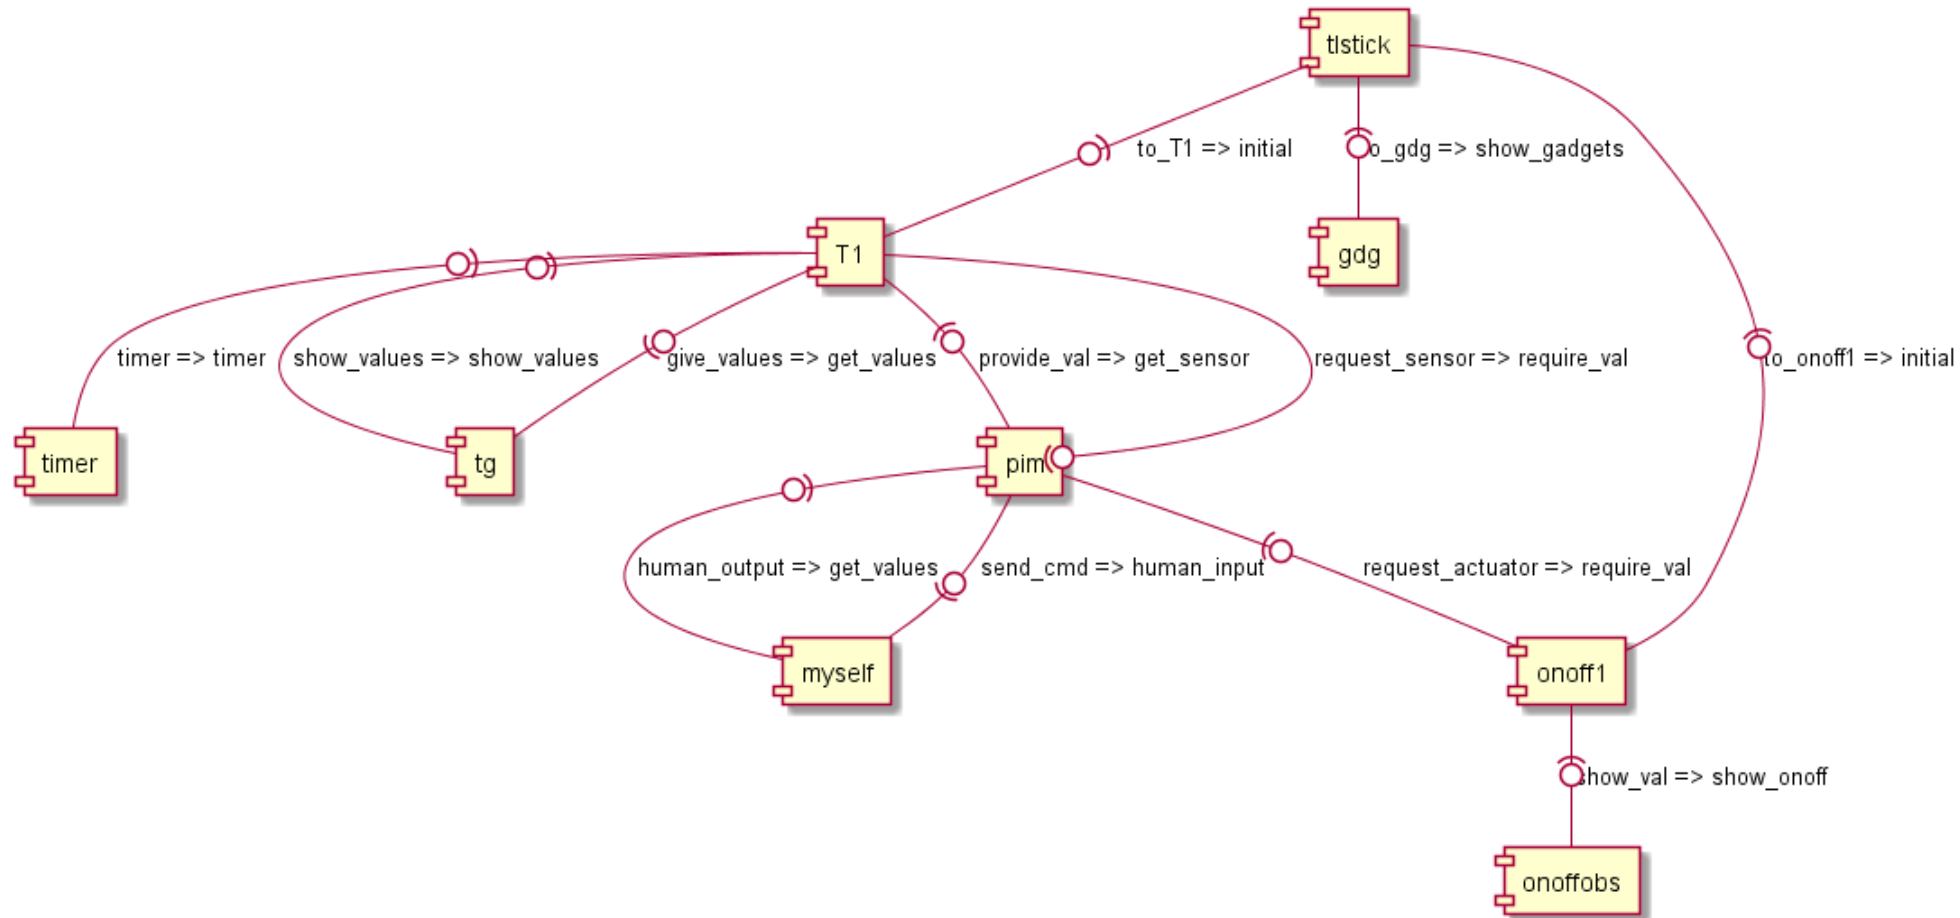 tlstick
to_T1 => initial
o_gdg => show_gadgets
T1
gdg
timer => timer
show_values => show_values
give_values => get_values
provide_val => get_sensor
request_sensor => require_val
to_onoff1 => initial
timer
tg
pim
human_output => get_values
send_cmd => human_input
request_actuator => require_val
myself
onoff1
show_val => show_onoff
onoffobs